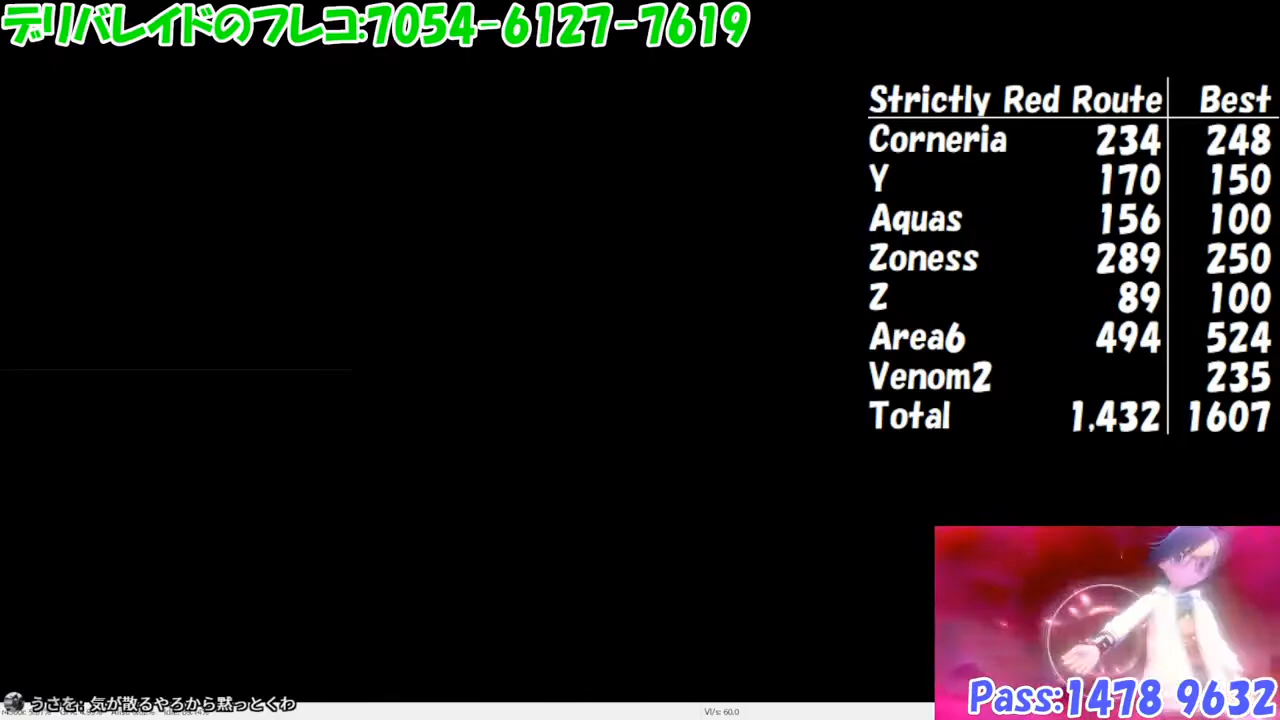 デリバレイドのフレコ:7054-6127-7619
Strictly Red Route Best
Corneria 234 248
Y 170 150
Aquas 156 100
Zoness 289 250
Z 89 100
Area6 494 524
Venom2 235
Total 1,432 1607
うさを: 気が散るやろから黙っとくわ
VI/s: 60.0
Pass:1478 9632